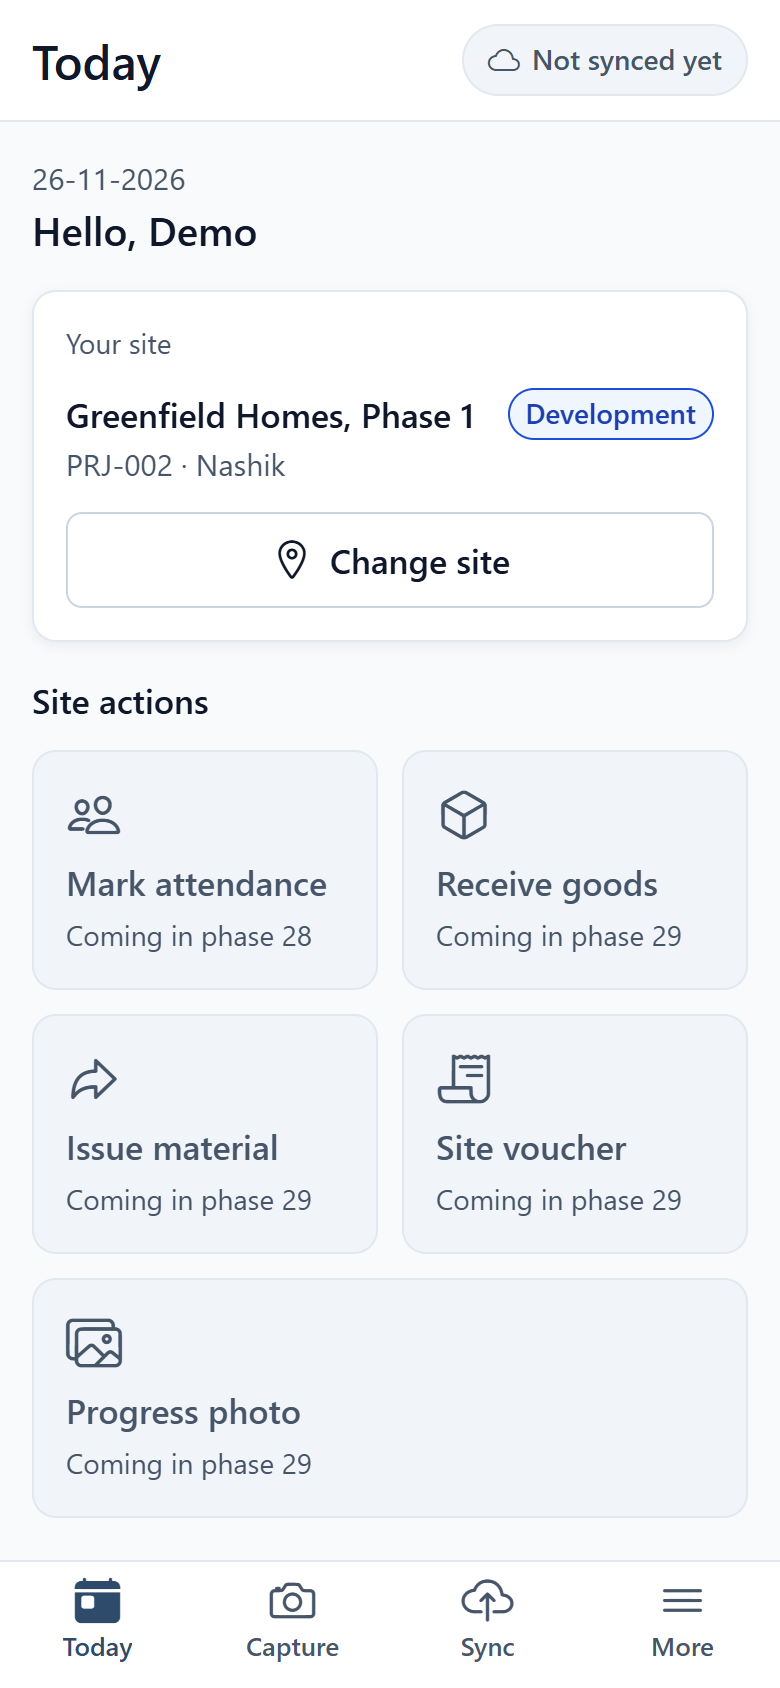 Today
Not synced yet
26-11-2026
Hello, Demo
Your site
Greenfield Homes, Phase 1
Development
PRJ-002 · Nashik
Change site
Site actions
Mark attendance
Coming in phase 28
Receive goods
Coming in phase 29
Issue material
Coming in phase 29
Site voucher
Coming in phase 29
Progress photo
Coming in phase 29
Today
Capture
Sync
More